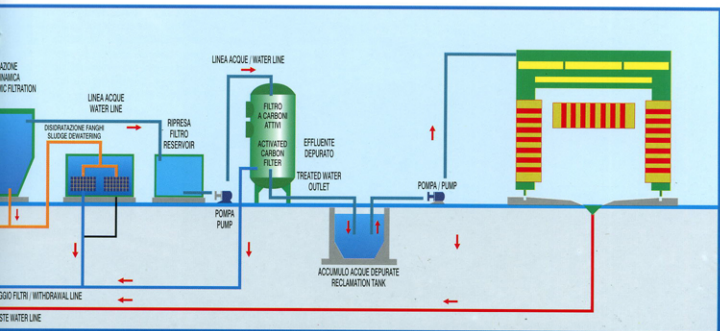 LINEA ACQUE / WATER LINE
AZIONE
INAMICA
MIC FILTRATION
LINEA ACQUE
WATER LINE
DISIDRATAZIONE FANGHI
SLUDGE DEWATERING
RIPRESA
FILTRO
RESERVOIR
FILTRO
A CARBONI
ATTIVI
ACTIVATED
CARBON
FILTER
EFFLUENTE
DEPURATO
TREATED WATER
OUTLET
POMPA
PUMP
POMPA / PUMP
ACCUMULO ACQUE DEPURATE
RECLAMATION TANK
GGIO FILTRI / WITHDRAWAL LINE
STE WATER LINE